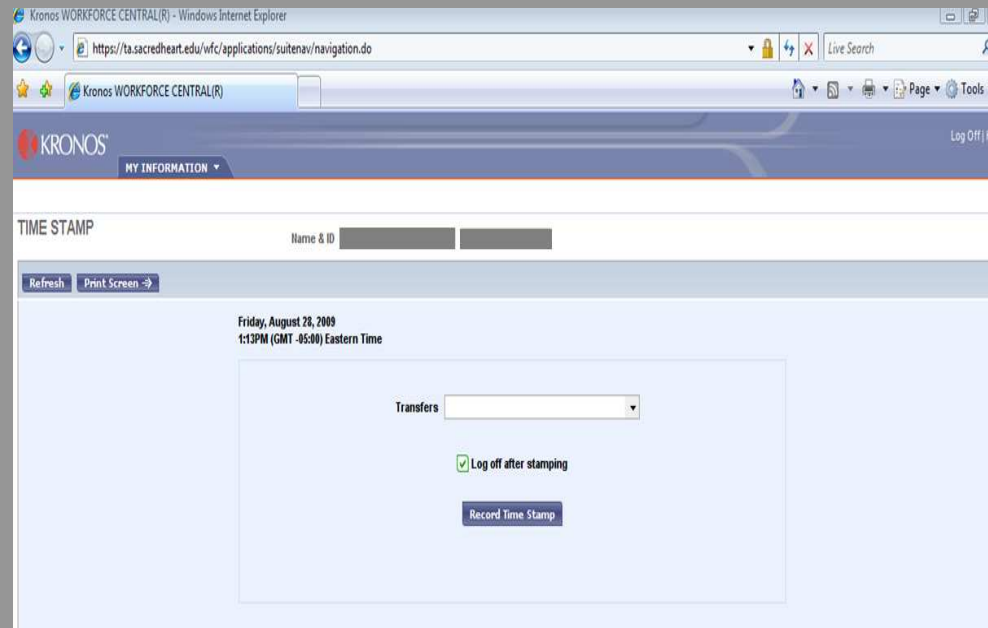 Kronos WORKFORCE CENTRAL(R) - Windows Internet Explorer
https://ta.sacredheart.edu/wfc/applications/suitenav/navigation.do
Live Search
Kronos WORKFORCE CENTRAL(R)
Page
Tools
KRONOS
Log Off |
MY INFORMATION
TIME STAMP
Name & ID
Refresh
Print Screen
Friday, August 28, 2009
1:13PM (GMT -05:00) Eastern Time
Transfers
Log off after stamping
Record Time Stamp